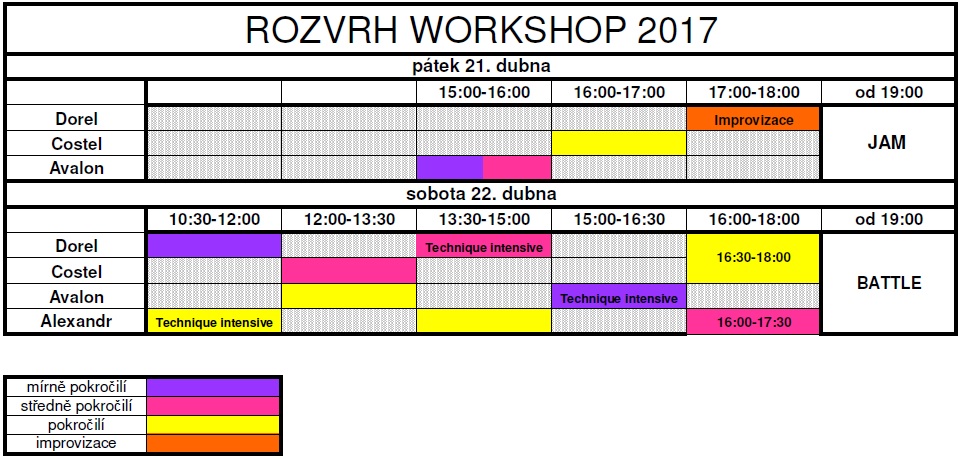 ROZVRH WORKSHOP 2017
pátek 21. dubna
15:00-16:00 16:00-17:00 17:00-18:00 od 19:00
Dorel Improvizace
Costel JAM
Avalon
sobota 22. dubna
10:30-12:00 12:00-13:30 13:30-15:00 15:00-16:30 16:00-18:00 od 19:00
Dorel Technique intensive 16:30-18:00
Costel
Avalon Technique intensive BATTLE
Alexandr Technique intensive 16:00-17:30
mírně pokročilí
středně pokročilí
pokročilí
improvizace